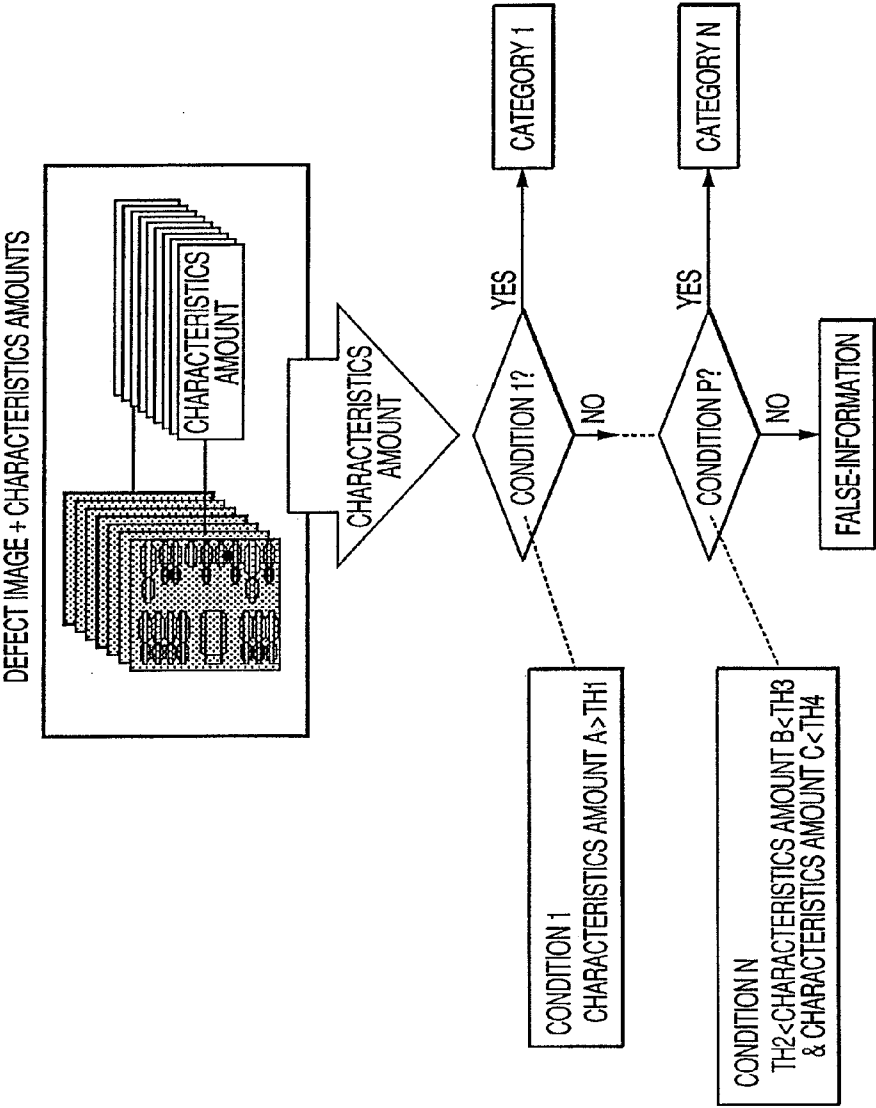 DEFECT IMAGE + CHARACTERISTICS AMOUNTS
CHARACTERISTICS
AMOUNT
CHARACTERISTICS
AMOUNT
CONDITION 1?
YES
CATEGORY 1
NO
CONDITION 1
CHARACTERISTICS AMOUNT A>TH1
CONDITION P?
YES
CATEGORY N
NO
FALSE-INFORMATION
CONDITION N
TH2<CHARACTERISTICS AMOUNT B<TH3
& CHARACTERISTICS AMOUNT C<TH4